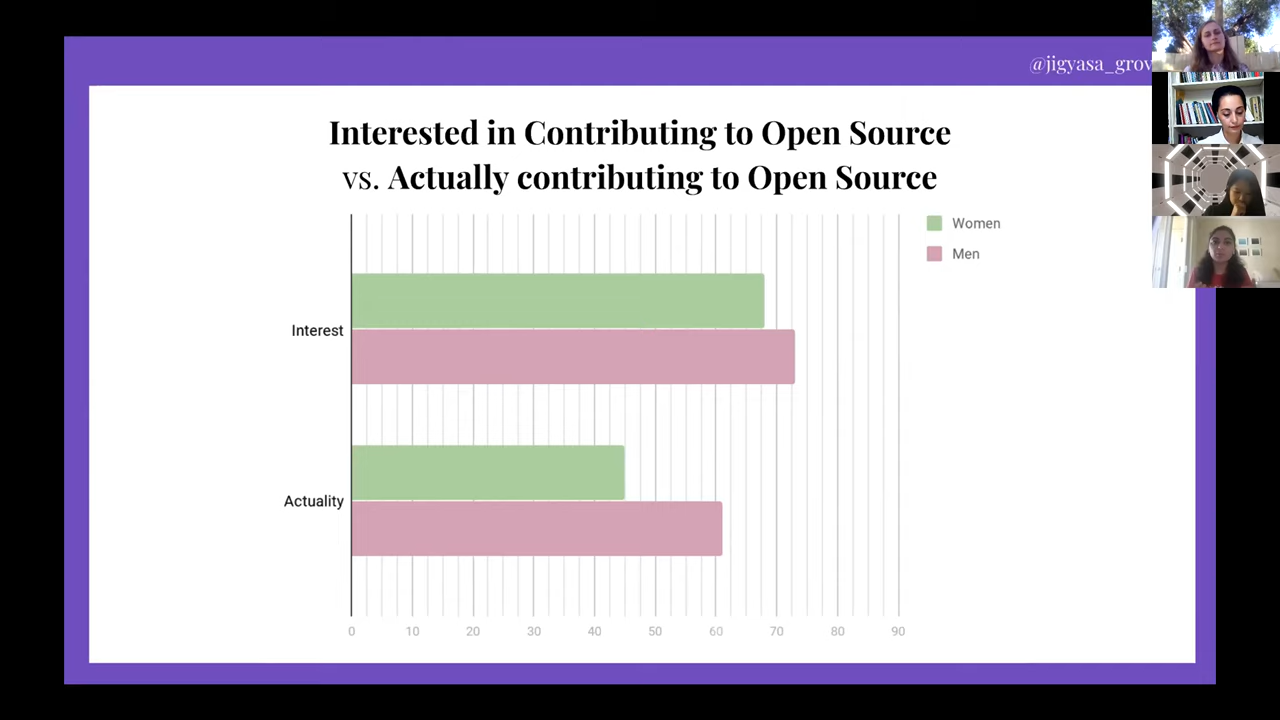 @jigyasa_grov
Interested in Contributing to Open Source
vs. Actually contributing to Open Source
Women
Men
Interest
Actuality
0 10 20 30 40 50 60 70 80 90